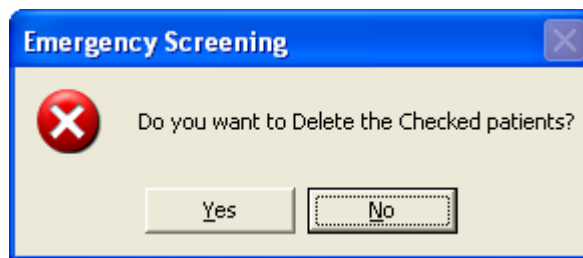 Emergency Screening
Do you want to Delete the Checked patients?
Yes No